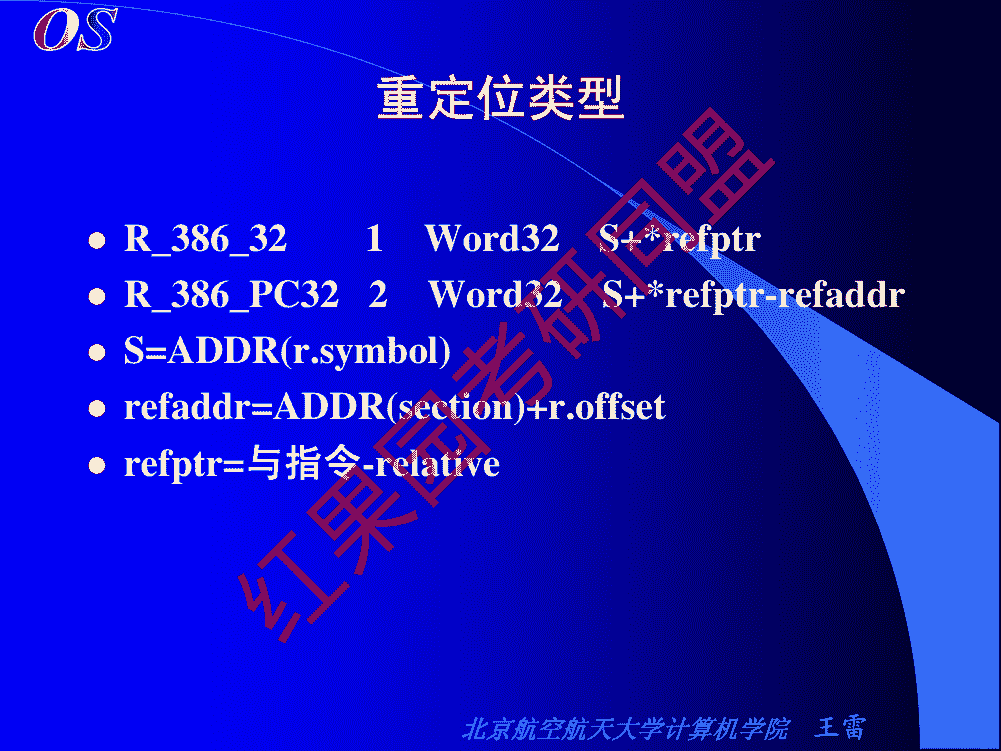 OS
重定位类型
R_386_32 1 Word32 S+*refptr
R_386_PC32 2 Word32 S+*refptr-refaddr
S=ADDR(r.symbol)
refaddr=ADDR(section)+r.offset
refptr=与指令-relative
红果园考研同盟
北京航空航天大学计算机学院 王雷